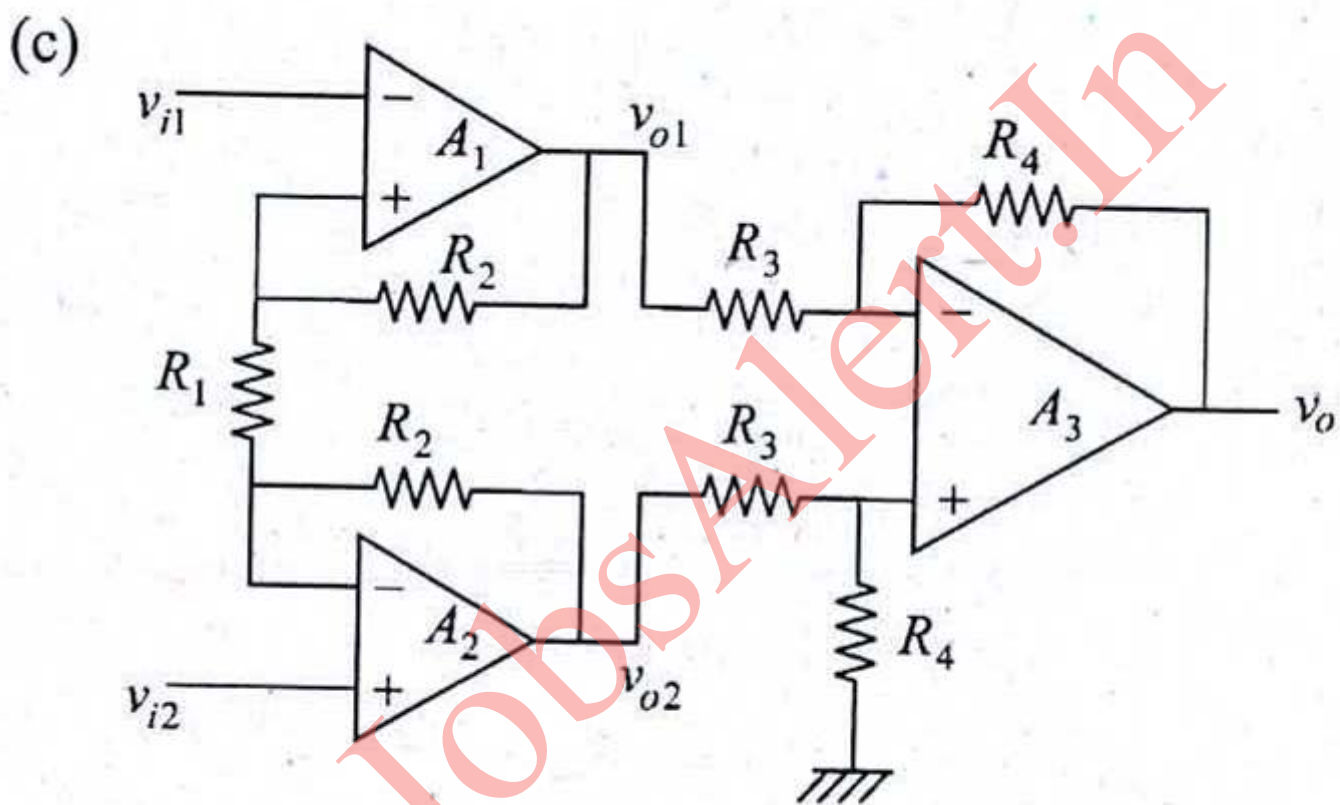 (c)
v_{i1}
−
A_1
+
v_{o1}
R_2
R_3
R_4
−
R_1
R_2
R_3
A_3
v_o
+
−
A_2
+
v_{i2}
v_{o2}
R_4
JobsAlert.In